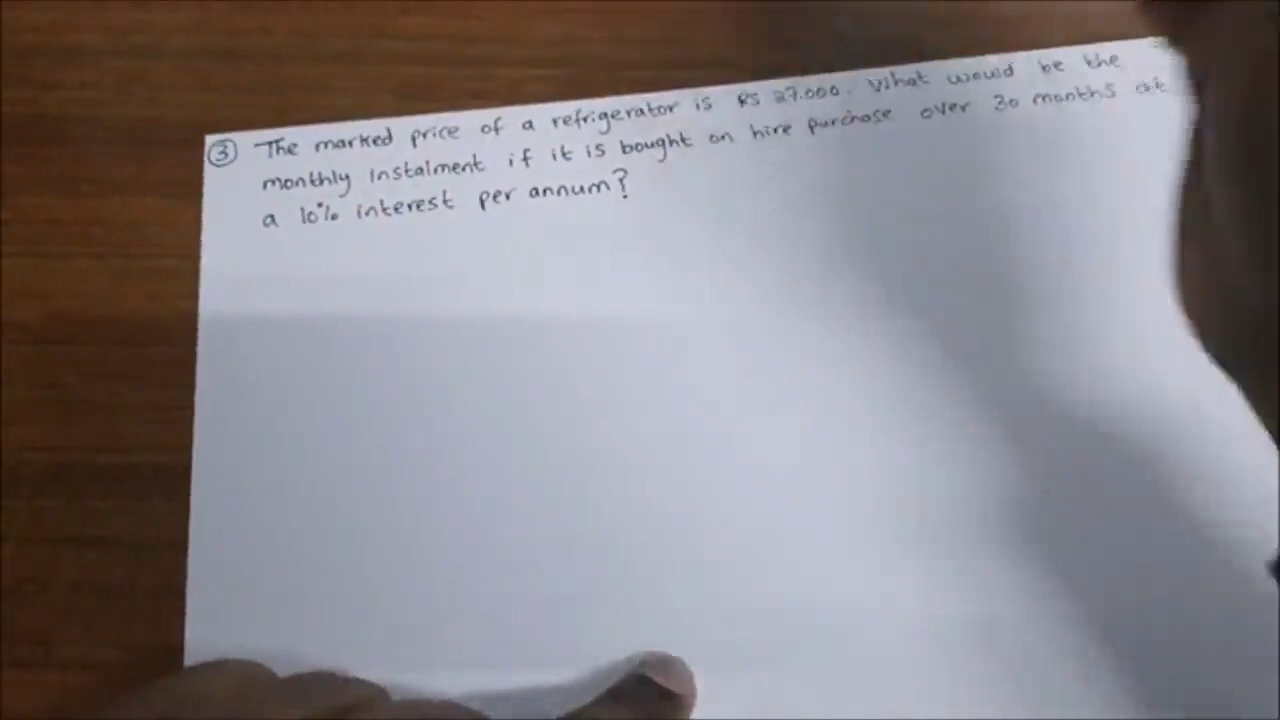 ③ The marked price of a refrigerator is Rs 27.000. What would be the
monthly instalment if it is bought on hire purchase over 30 months at
a 10% interest per annum?